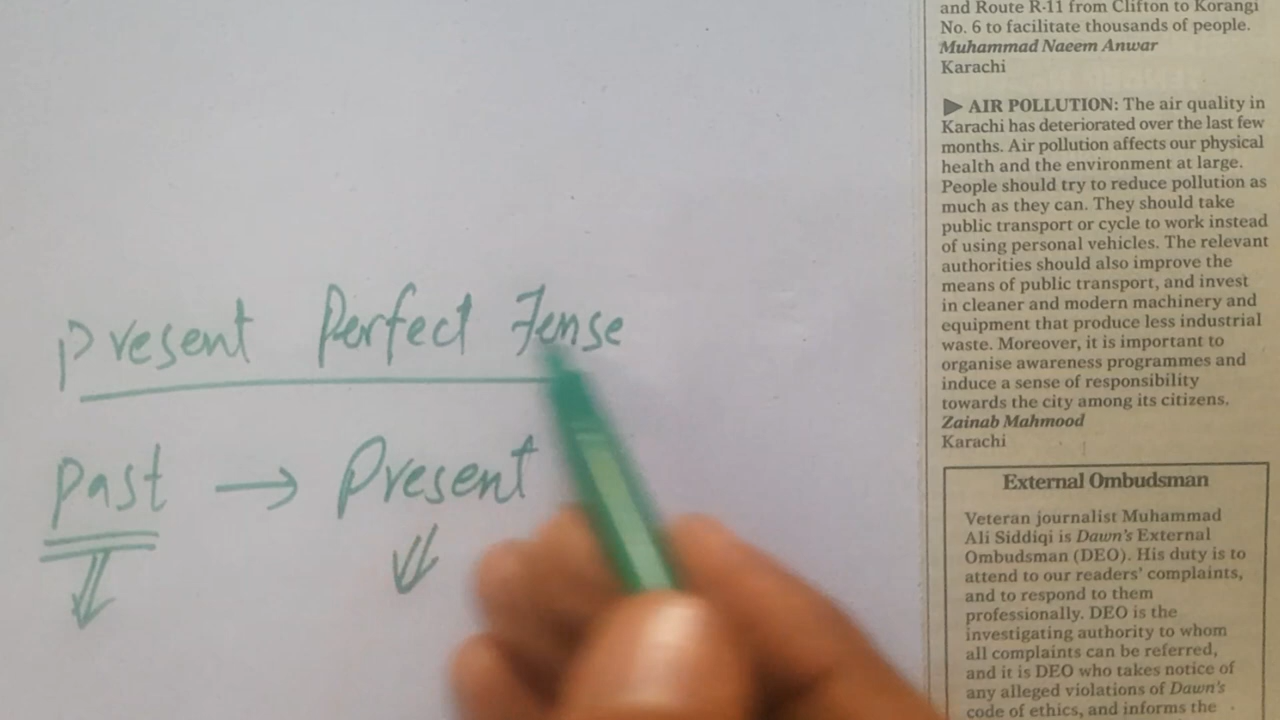 Present Perfect Tense
Past → Present
and Route R-11 from Clifton to Korangi
No. 6 to facilitate thousands of people.
Muhammad Naeem Anwar
Karachi
▶ AIR POLLUTION: The air quality in
Karachi has deteriorated over the last few
months. Air pollution affects our physical
health and the environment at large.
People should try to reduce pollution as
much as they can. They should take
public transport or cycle to work instead
of using personal vehicles. The relevant
authorities should also improve the
means of public transport, and invest
in cleaner and modern machinery and
equipment that produce less industrial
waste. Moreover, it is important to
organise awareness programmes and
induce a sense of responsibility
towards the city among its citizens.
Zainab Mahmood
Karachi
External Ombudsman
Veteran journalist Muhammad
Ali Siddiqi is Dawn's External
Ombudsman (DEO). His duty is to
attend to our readers' complaints,
and to respond to them
professionally. DEO is the
investigating authority to whom
all complaints can be referred,
and it is DEO who takes notice of
any alleged violations of Dawn's
code of ethics, and informs the